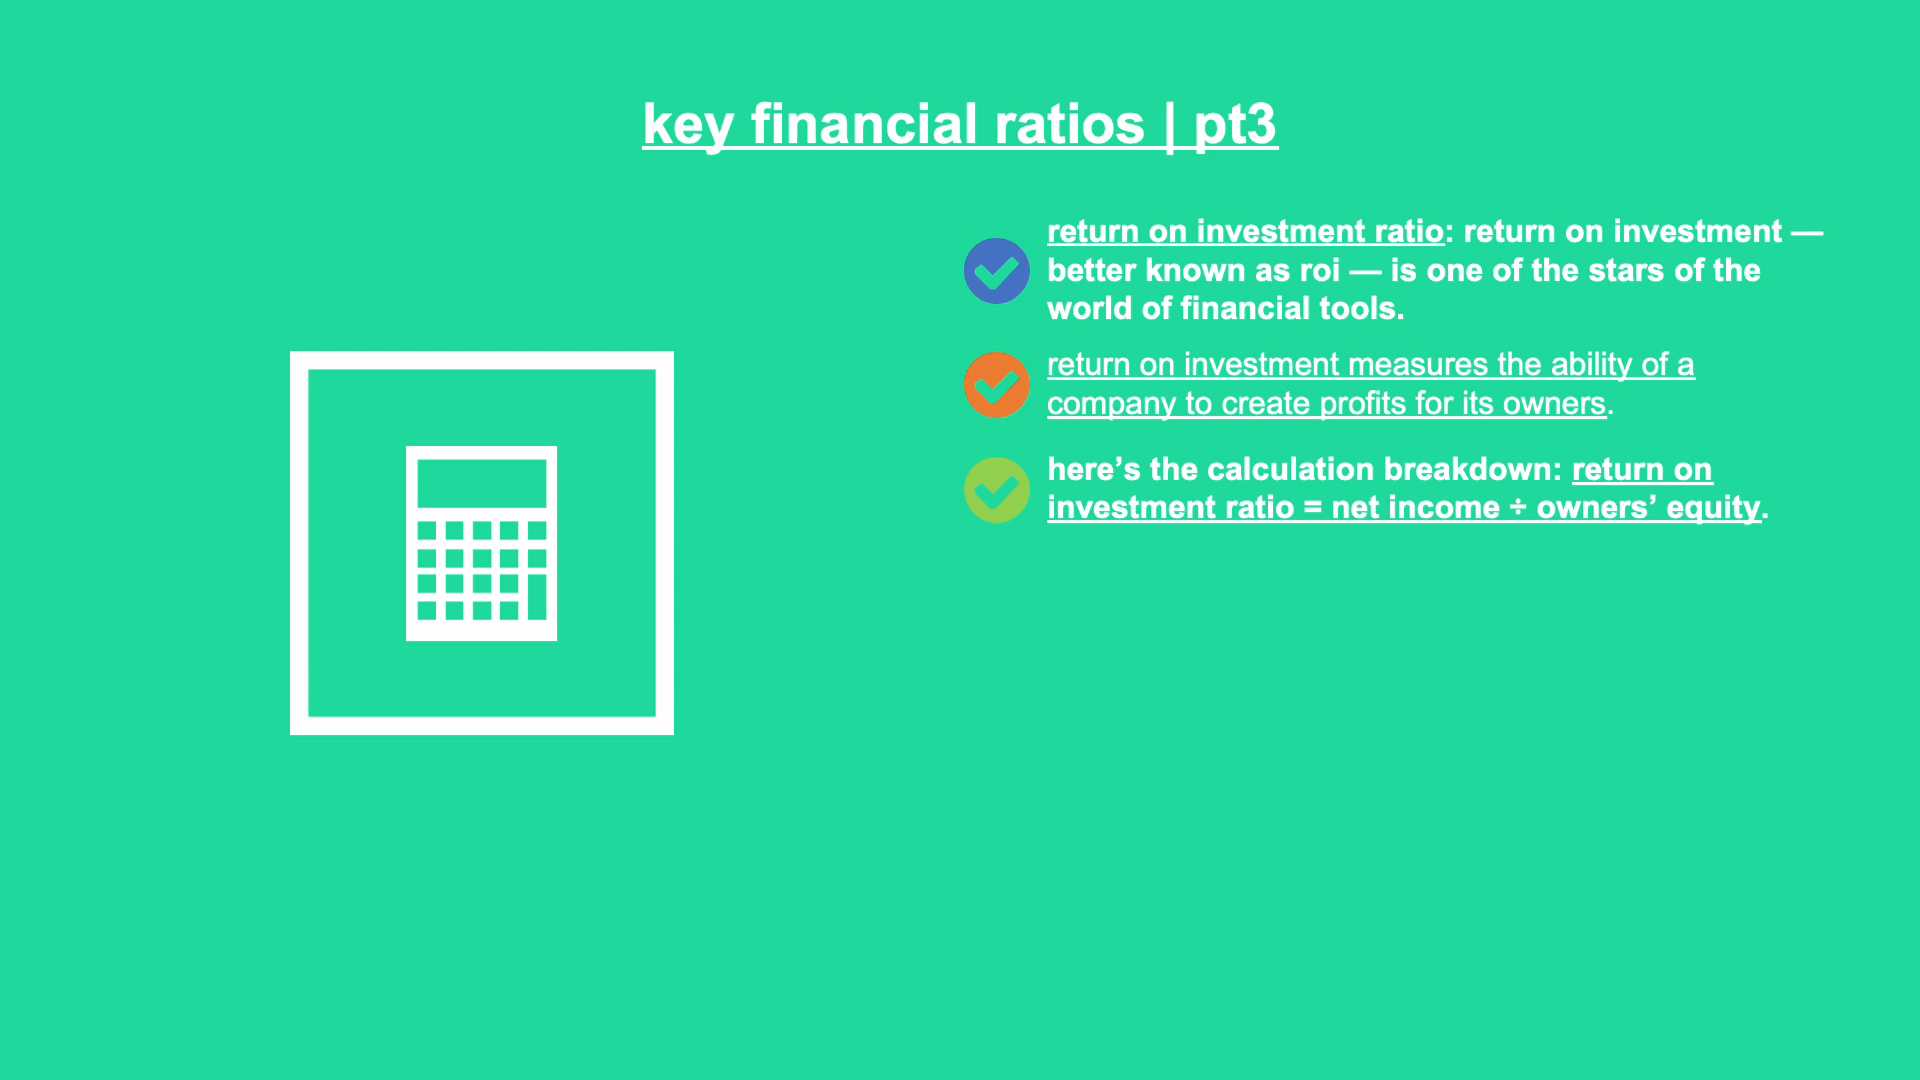 key financial ratios | pt3
return on investment ratio: return on investment —
better known as roi — is one of the stars of the
world of financial tools.
return on investment measures the ability of a
company to create profits for its owners.
here’s the calculation breakdown: return on
investment ratio = net income ÷ owners’ equity.